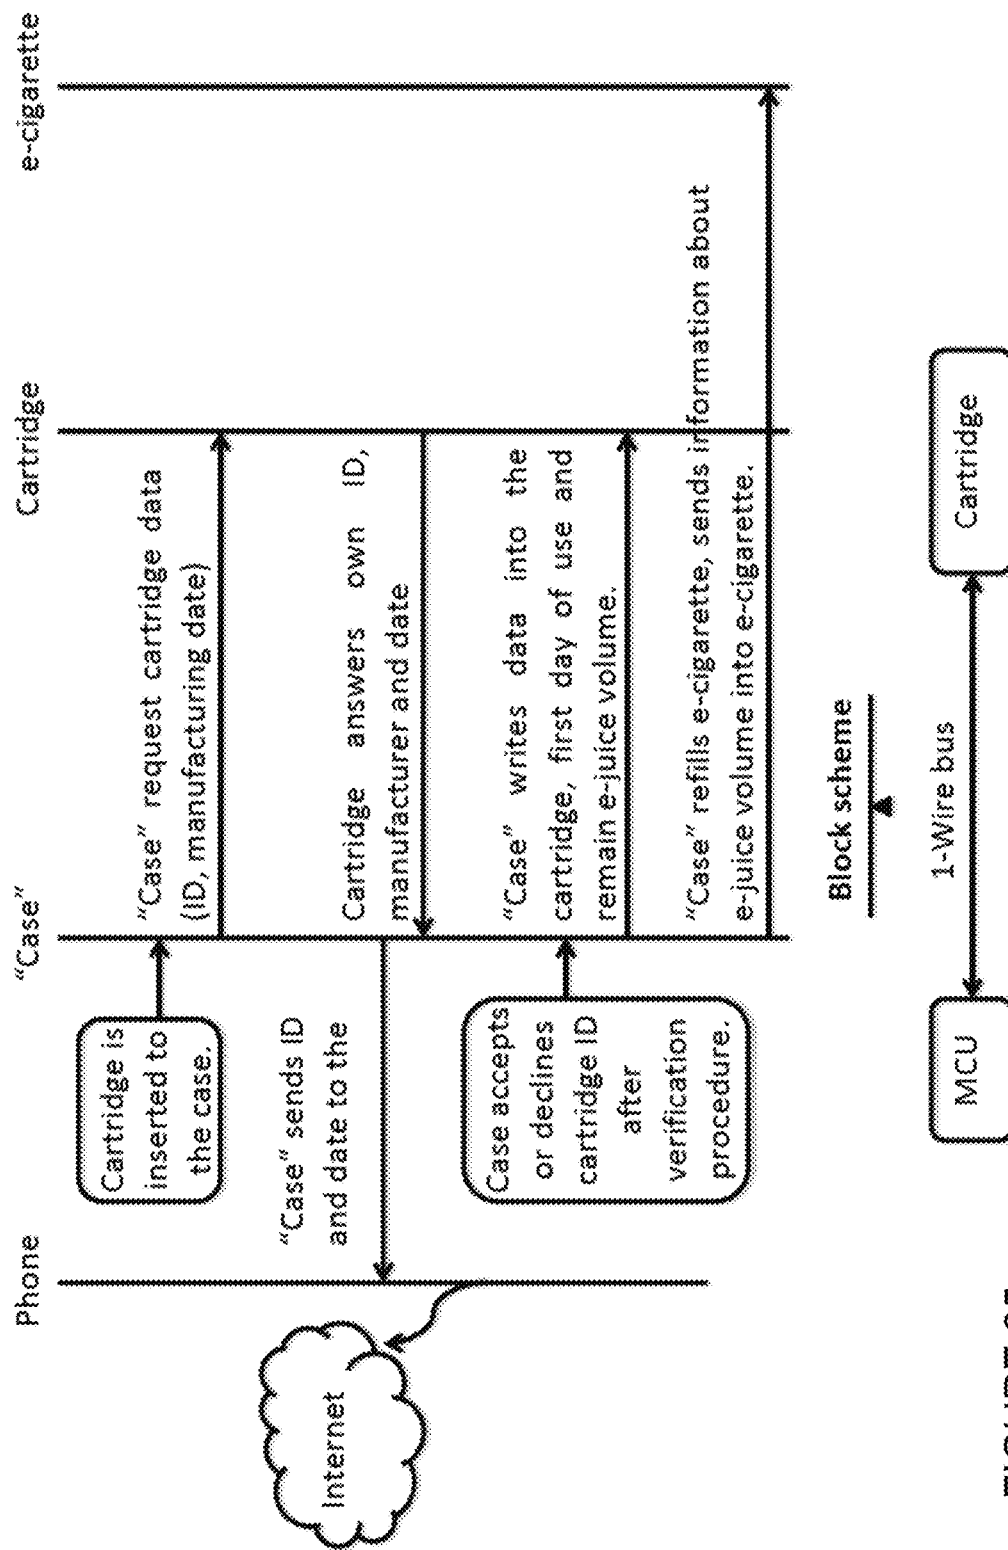 Phone
"Case"
Cartridge
e-cigarette
Cartridge is
inserted to
the case.
"Case" request cartridge data
(ID, manufacturing date)
"Case" sends ID
and date to the
Cartridge answers own ID,
manufacturer and date
Internet
Case accepts
or declines
cartridge ID
after
verification
procedure.
"Case" writes data into the
cartridge, first day of use and
remain e-juice volume.
"Case" refills e-cigarette, sends information about
e-juice volume into e-cigarette.
Block scheme
MCU
1-Wire bus
Cartridge